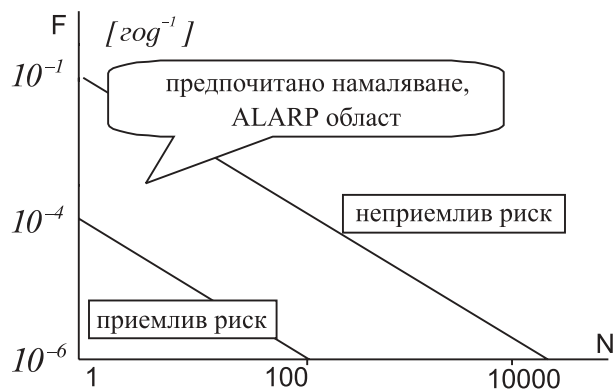 F [год⁻¹]
10⁻¹
предпочитано намаляване,
ALARP област
неприемлив риск
10⁻⁴
приемлив риск
10⁻⁶
1 100 10000 N